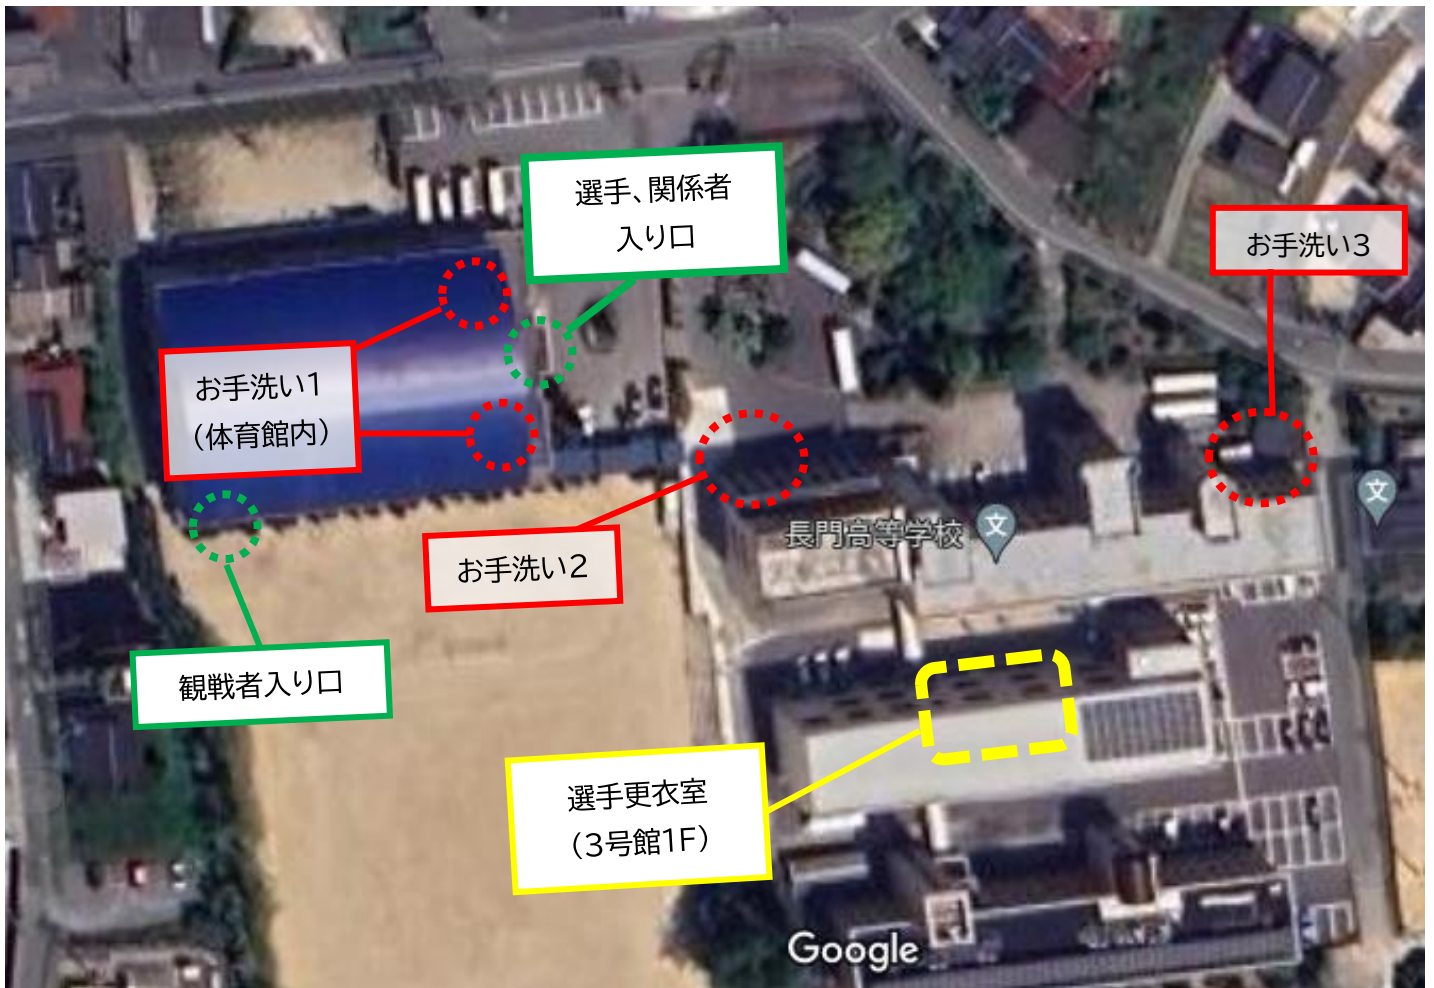 選手、関係者
入り口
お手洗い3
お手洗い1
（体育館内）
長門高等学校
文
文
お手洗い2
観戦者入り口
選手更衣室
（3号館1F）
Google